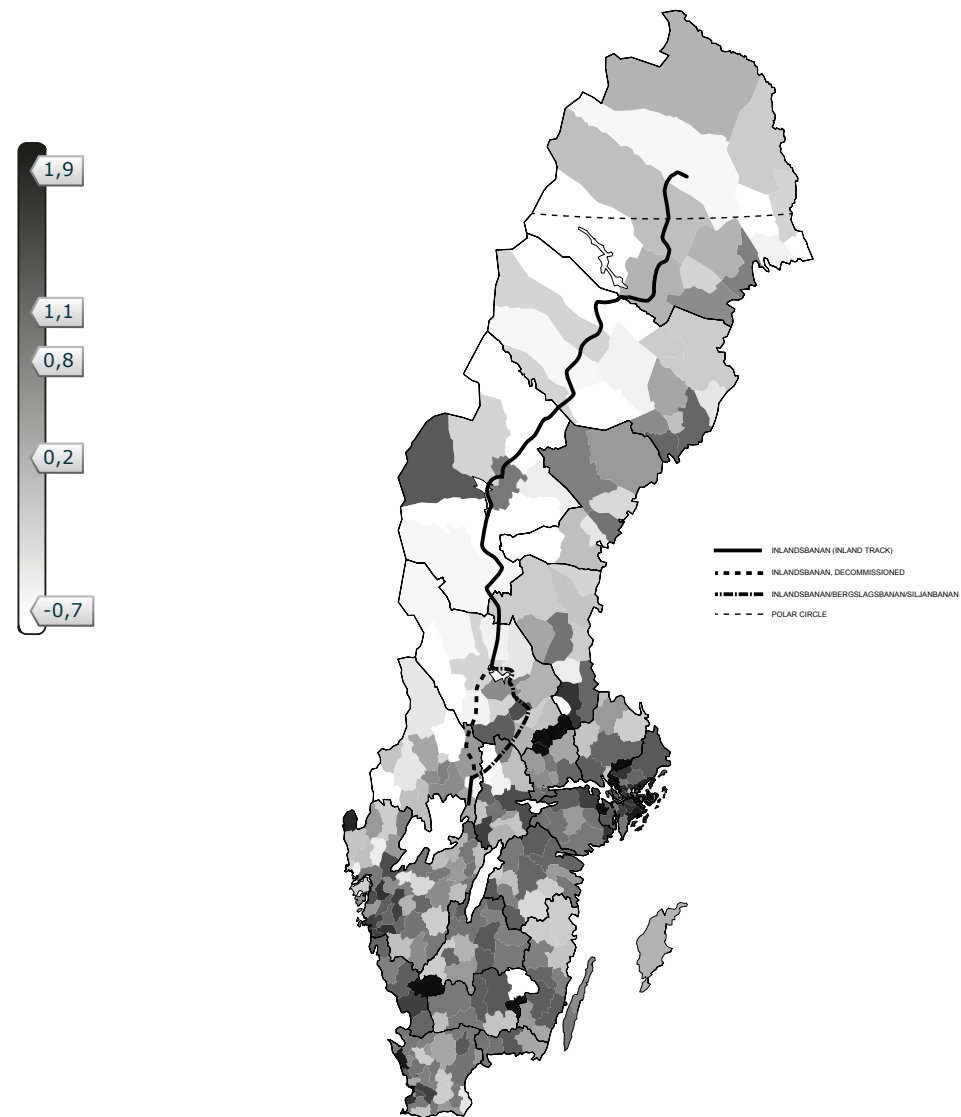 1,9
1,1
0,8
0,2
-0,7
INLANDSBANAN (INLAND TRACK)
INLANDSBANAN, DECOMMISSIONED
INLANDSBANAN/BERGSLAGSBANAN/SILJANBANAN
POLAR CIRCLE